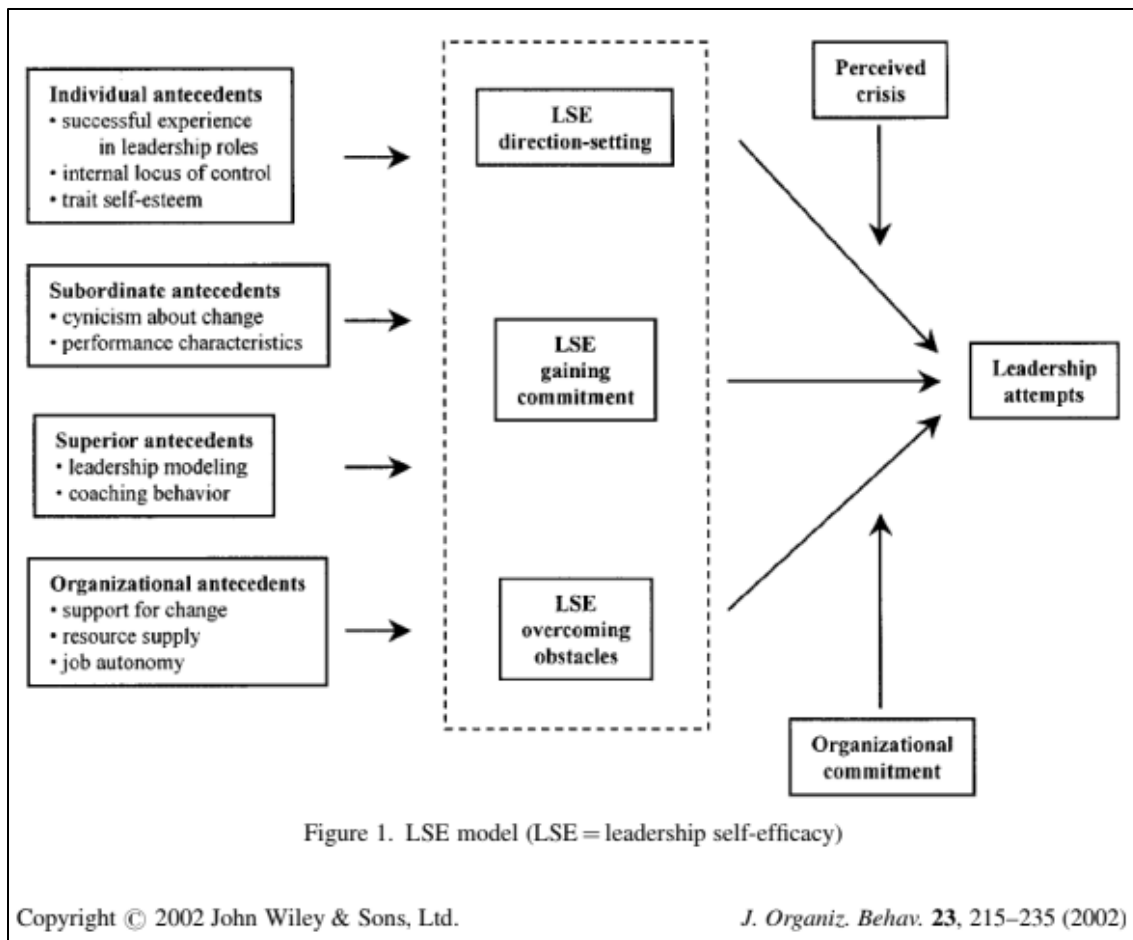 Individual antecedents
• successful experience
in leadership roles
• internal locus of control
• trait self-esteem
Subordinate antecedents
• cynicism about change
• performance characteristics
Superior antecedents
• leadership modeling
• coaching behavior
Organizational antecedents
• support for change
• resource supply
• job autonomy
LSE
direction-setting
LSE
gaining
commitment
LSE
overcoming
obstacles
Perceived
crisis
Leadership
attempts
Organizational
commitment
Figure 1. LSE model (LSE = leadership self-efficacy)
Copyright © 2002 John Wiley & Sons, Ltd.
J. Organiz. Behav. 23, 215–235 (2002)